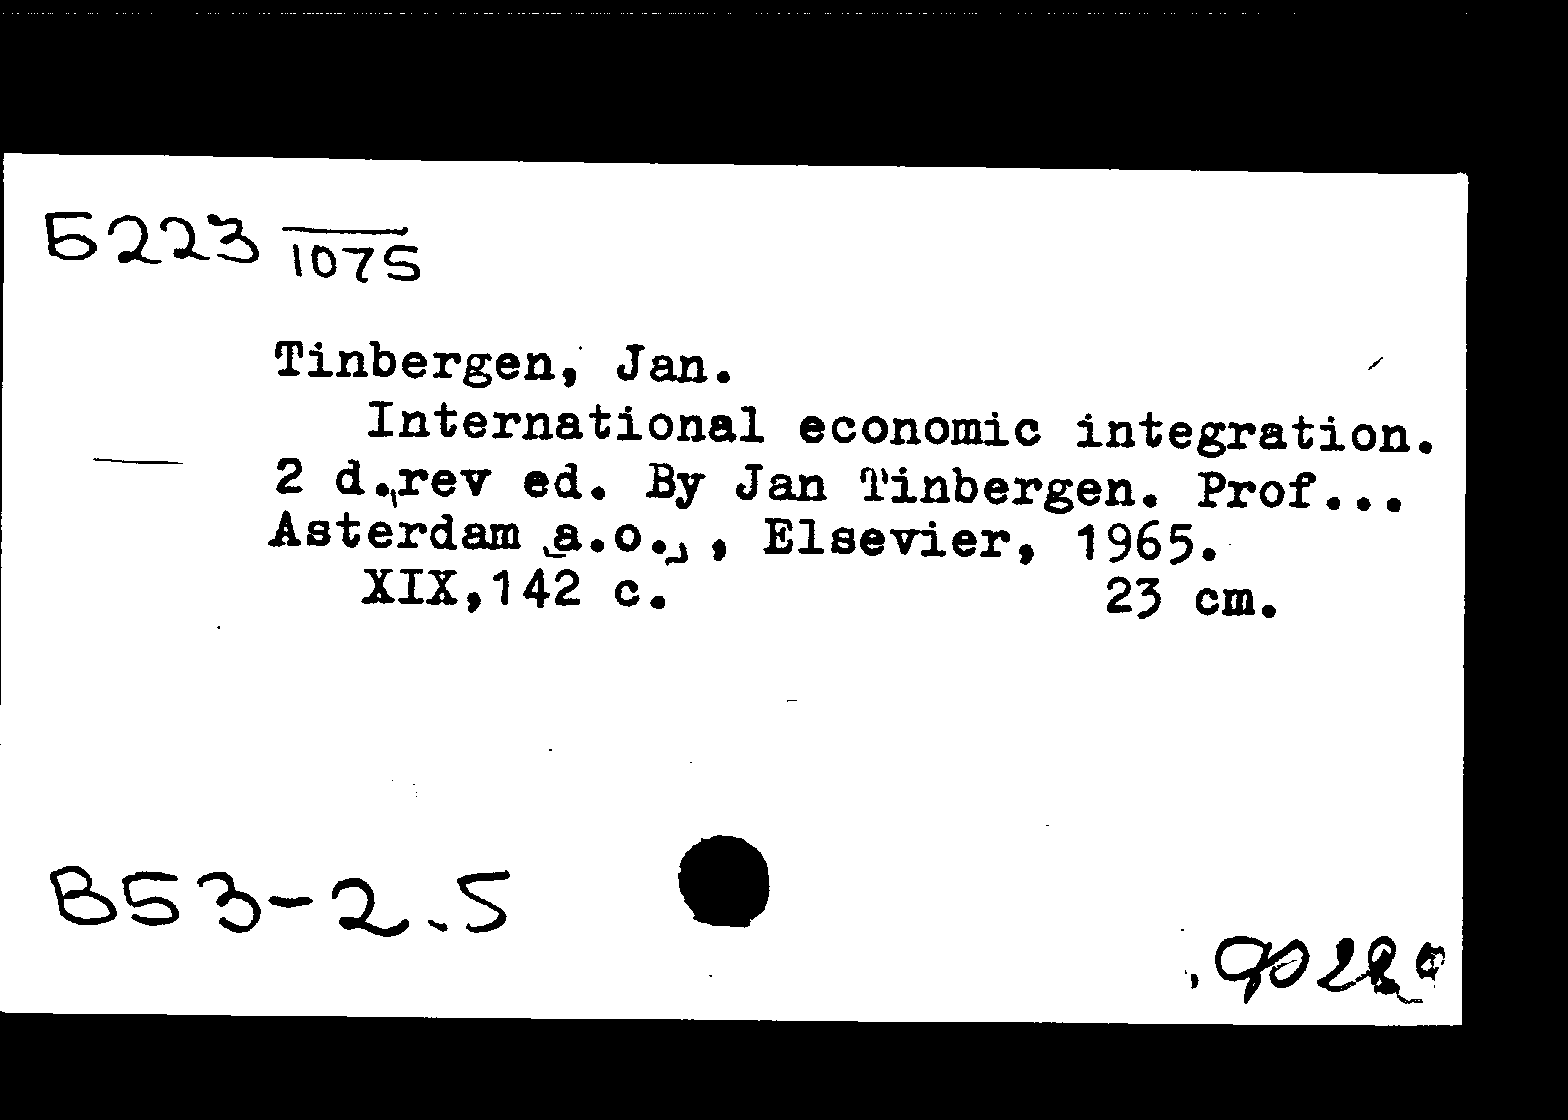 Б223 1075
Tinbergen, Jan.
International economic integration.
2 d.,rev ed. By Jan Tinbergen. Prof...
Asterdam a.o., , Elsevier, 1965.
XIX,142 c. 23 cm.
B53-2.5